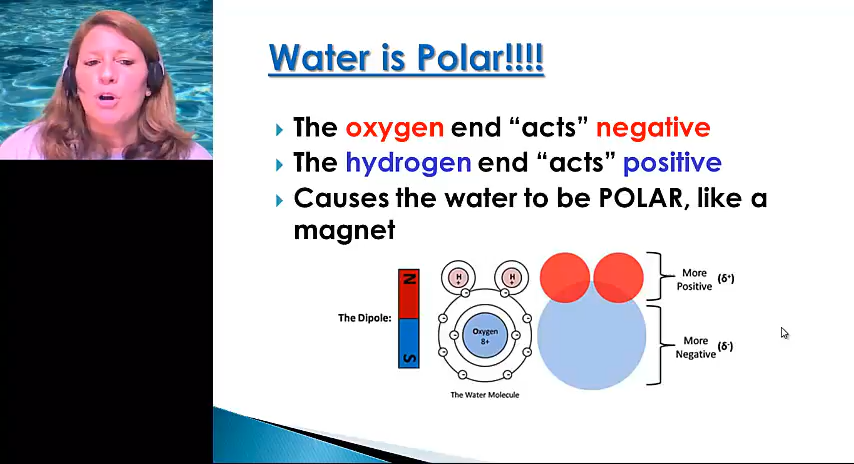 Water is Polar!!!!
The oxygen end “acts” negative
The hydrogen end “acts” positive
Causes the water to be POLAR, like a
magnet
The Dipole:
N
S
H
+
H
+
Oxygen
8+
The Water Molecule
More
Positive (δ⁺)
More
Negative (δ⁻)